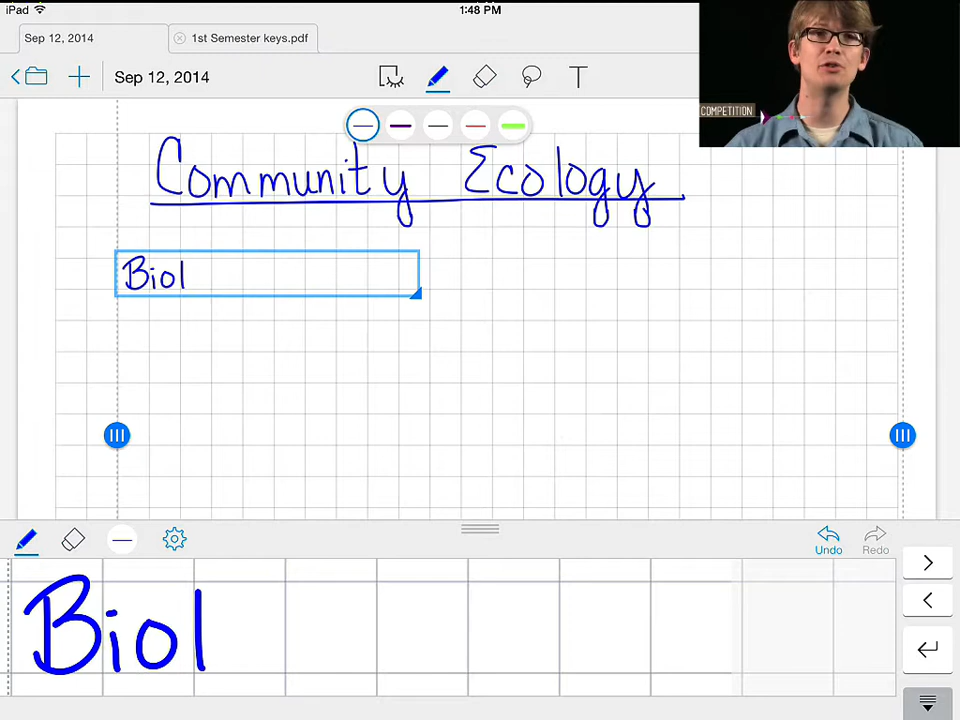 iPad 1:48 PM
Sep 12, 2014 1st Semester keys.pdf
Sep 12, 2014 T
COMPETITION
Community Ecology
Biol
Undo Redo
Biol